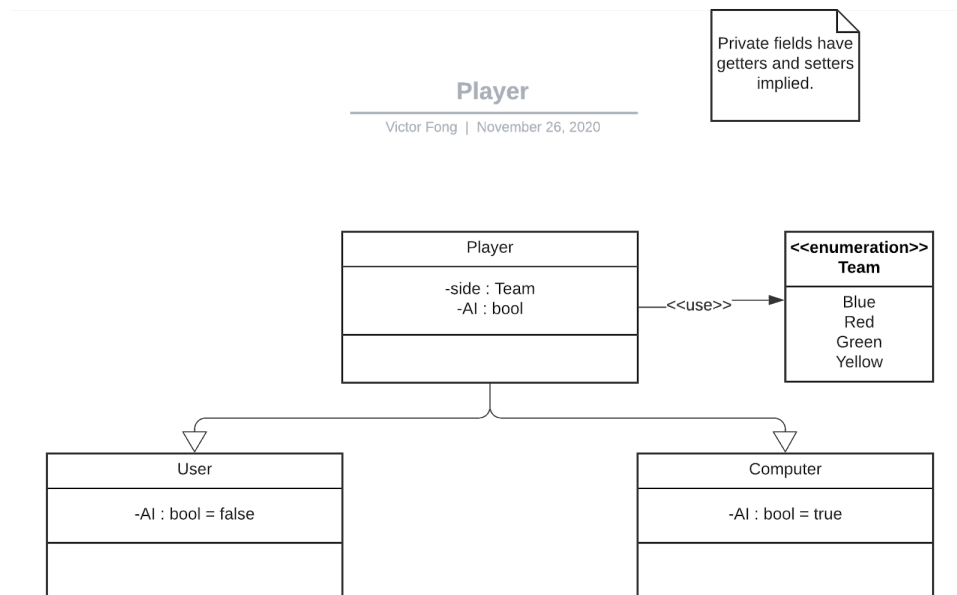 Private fields have
getters and setters
implied.
Player
Victor Fong | November 26, 2020
Player
-side : Team
-AI : bool
<<use>>
<<enumeration>>
Team
Blue
Red
Green
Yellow
User
-AI : bool = false
Computer
-AI : bool = true